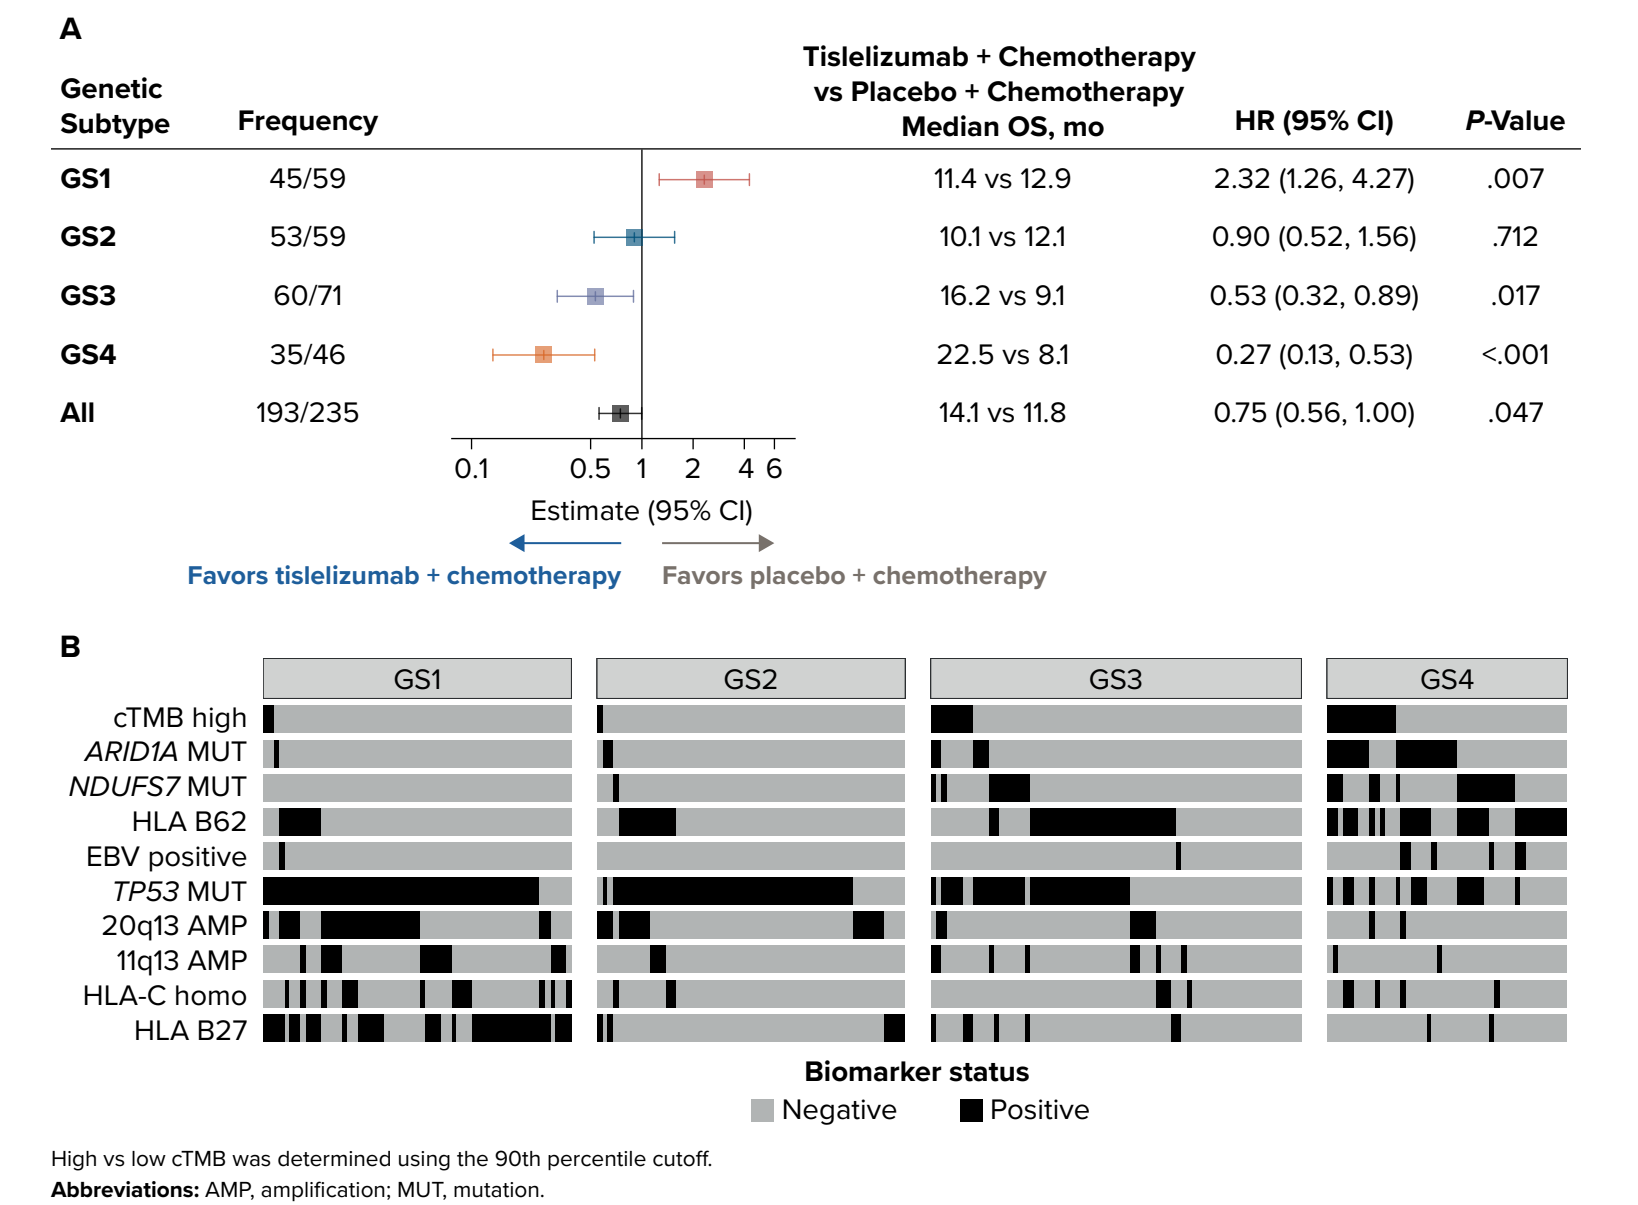 A
Genetic Subtype
Frequency
Tislelizumab + Chemotherapy
vs Placebo + Chemotherapy
Median OS, mo
HR (95% CI)
P-Value
GS1 45/59 11.4 vs 12.9 2.32 (1.26, 4.27) .007
GS2 53/59 10.1 vs 12.1 0.90 (0.52, 1.56) .712
GS3 60/71 16.2 vs 9.1 0.53 (0.32, 0.89) .017
GS4 35/46 22.5 vs 8.1 0.27 (0.13, 0.53) <.001
All 193/235 14.1 vs 11.8 0.75 (0.56, 1.00) .047
0.1 0.5 1 2 4 6
Estimate (95% CI)
Favors tislelizumab + chemotherapy Favors placebo + chemotherapy
B
GS1 GS2 GS3 GS4
cTMB high
ARID1A MUT
NDUFS7 MUT
HLA B62
EBV positive
TP53 MUT
20q13 AMP
11q13 AMP
HLA-C homo
HLA B27
Biomarker status
Negative Positive
High vs low cTMB was determined using the 90th percentile cutoff.
Abbreviations: AMP, amplification; MUT, mutation.